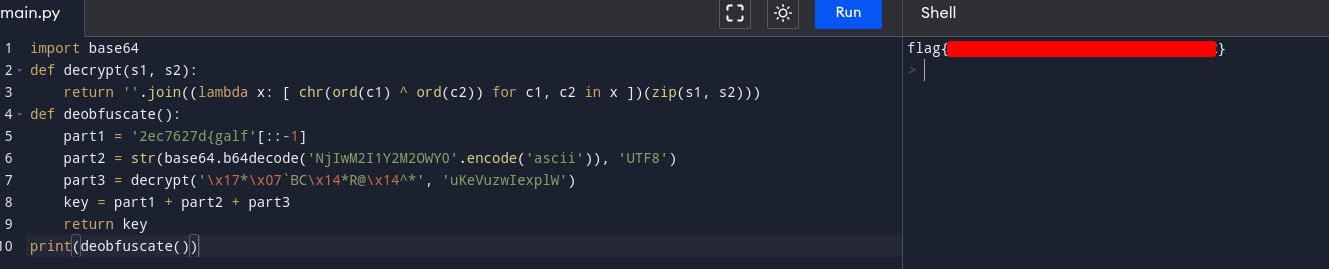 main.py
Run
Shell
1 import base64
2 def decrypt(s1, s2):
3     return ''.join((lambda x: [ chr(ord(c1) ^ ord(c2)) for c1, c2 in x ])(zip(s1, s2)))
4 def deobfuscate():
5     part1 = '2ec7627d{galf'[::-1]
6     part2 = str(base64.b64decode('NjIwM2I1Y2M2OWY0'.encode('ascii')), 'UTF8')
7     part3 = decrypt('\x17*\x07`BC\x14*R@\x14^*', 'uKeVuzwIexplW')
8     key = part1 + part2 + part3
9     return key
10 print(deobfuscate())
flag{}
>